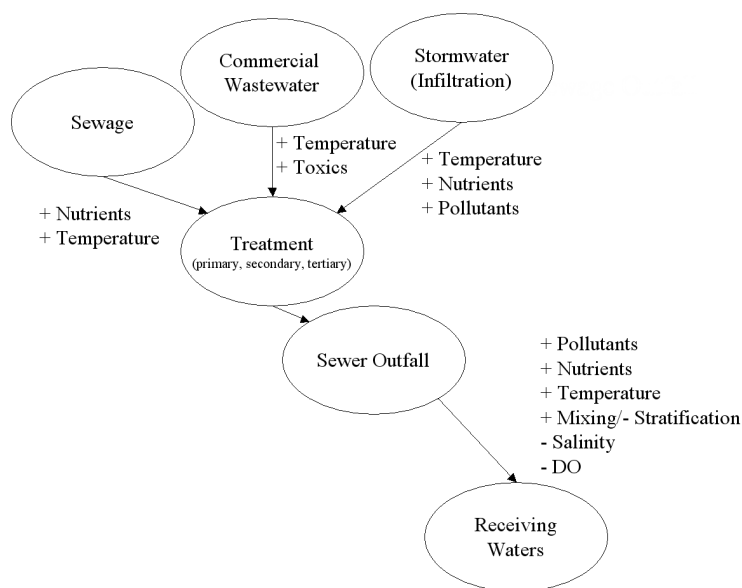 Commercial
Wastewater
Stormwater
(Infiltration)
Sewage
+ Temperature
+ Toxics
+ Temperature
+ Nutrients
+ Pollutants
+ Nutrients
+ Temperature
Treatment
(primary, secondary, tertiary)
Sewer Outfall
+ Pollutants
+ Nutrients
+ Temperature
+ Mixing/- Stratification
- Salinity
- DO
Receiving
Waters